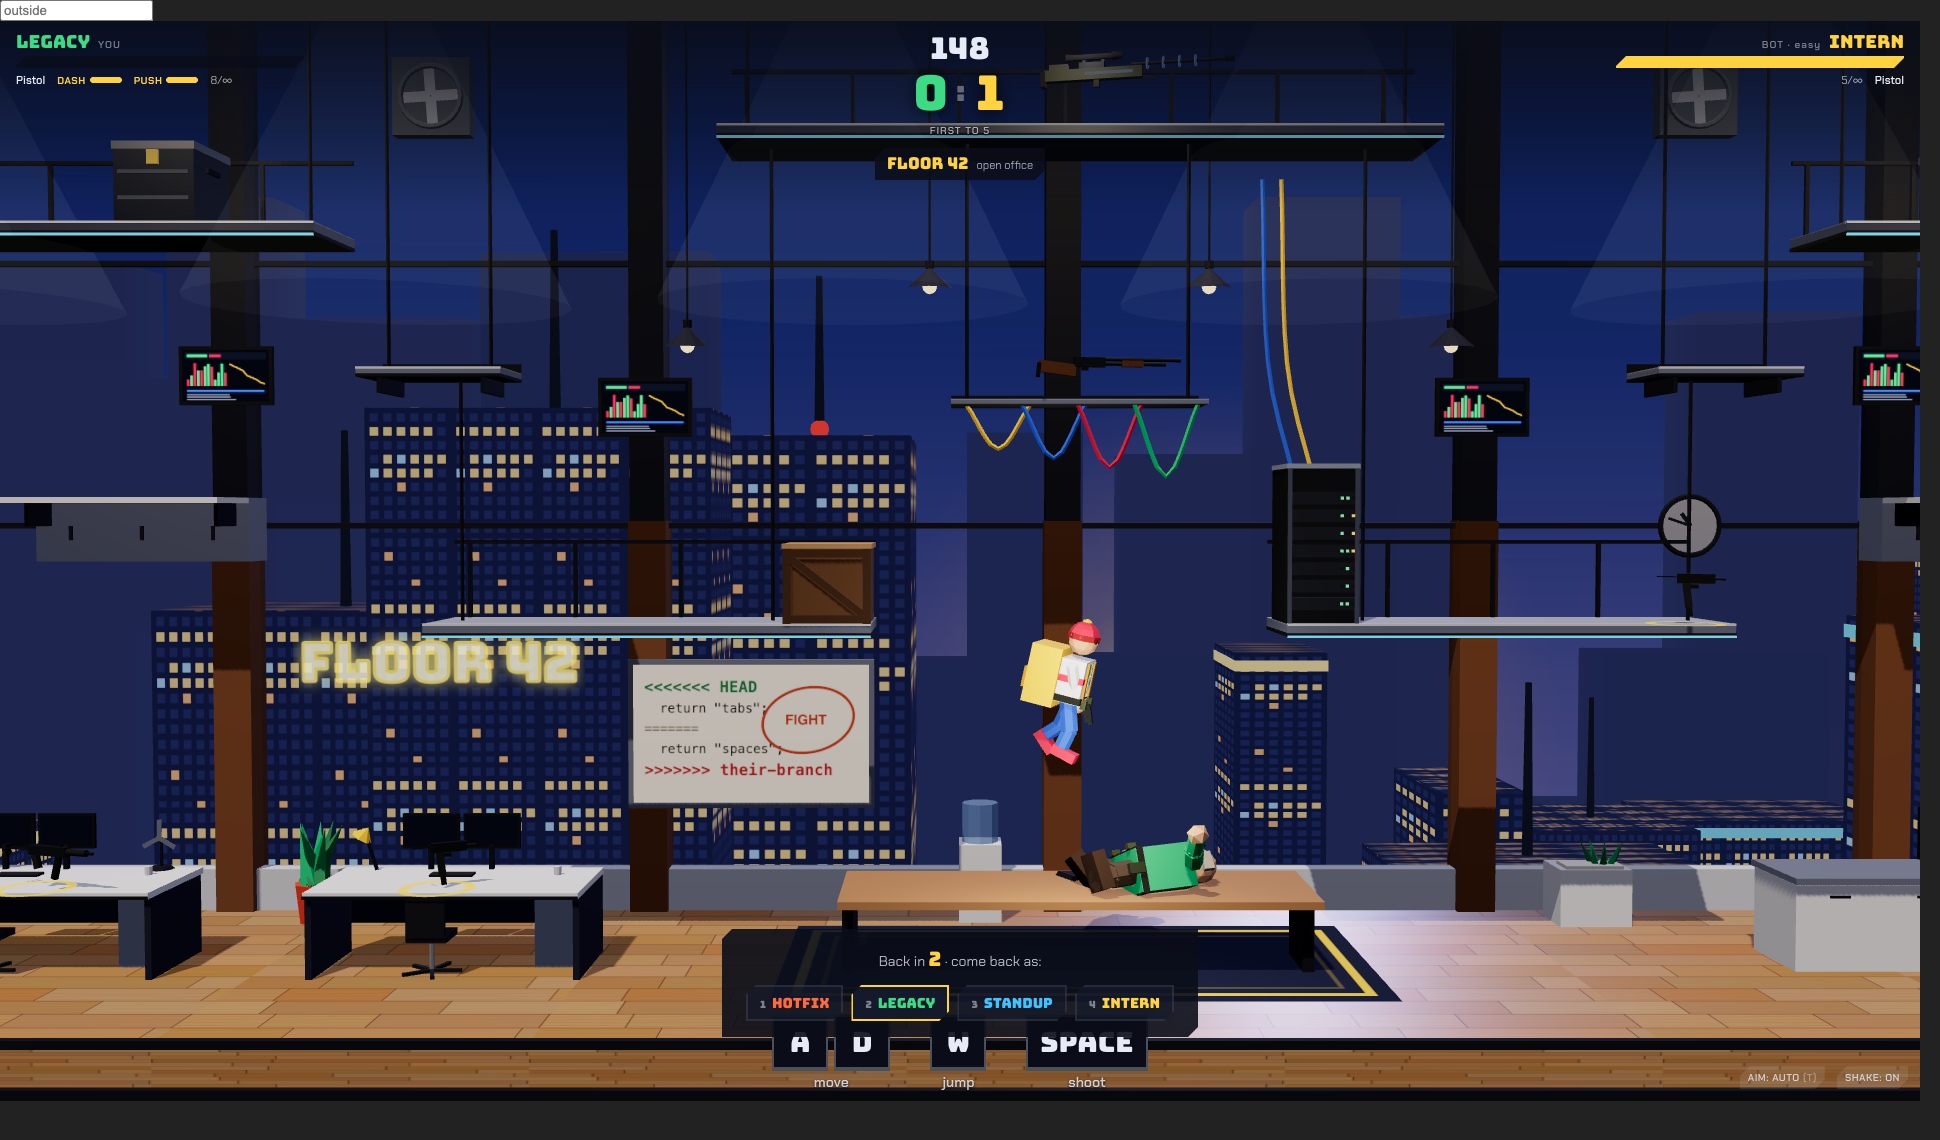 outside
LEGACY YOU
148
BOT · easy INTERN
Pistol DASH PUSH 8/∞
0 : 1
5/∞ Pistol
FIRST TO 5
FLOOR 42 open office
FLOOR 42
<<<<<<< HEAD
return "tabs";
=======
return "spaces";
>>>>>>> their-branch
FIGHT
Back in 2 · come back as:
1 HOTFIX 2 LEGACY 3 STANDUP 4 INTERN
A D W SPACE
move jump shoot
AIM: AUTO (T) SHAKE: ON